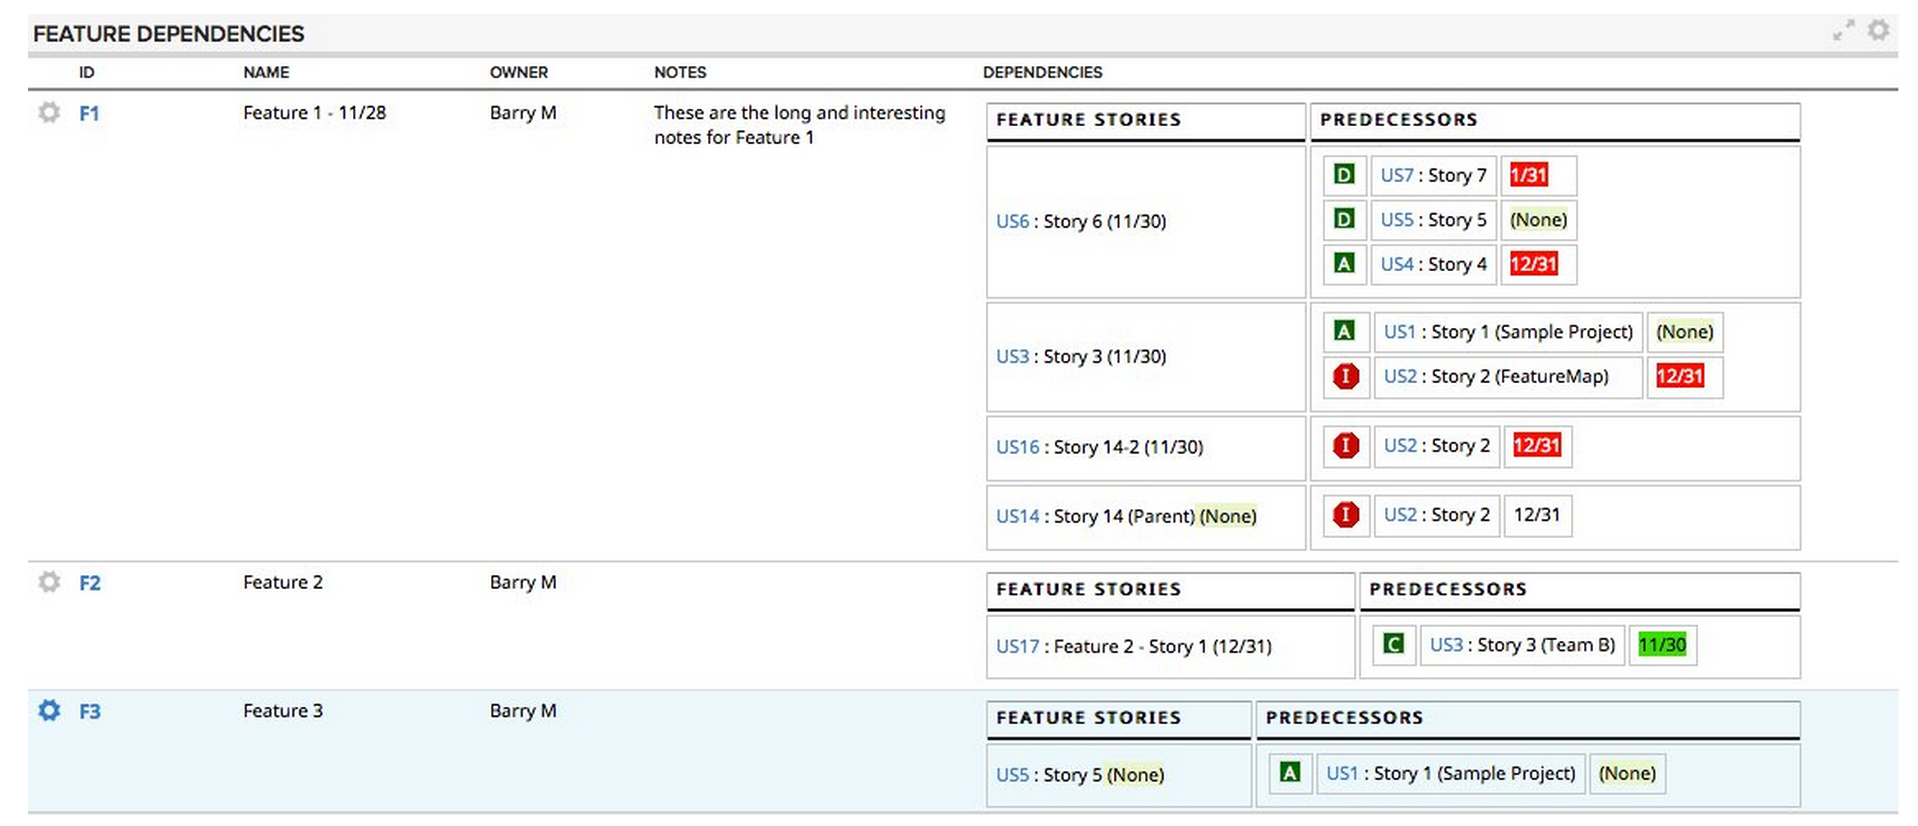 FEATURE DEPENDENCIES
ID NAME OWNER NOTES DEPENDENCIES
F1 Feature 1 - 11/28 Barry M These are the long and interesting
notes for Feature 1
FEATURE STORIES PREDECESSORS
US6 : Story 6 (11/30)
D US7 : Story 7 1/31
D US5 : Story 5 (None)
A US4 : Story 4 12/31
US3 : Story 3 (11/30)
A US1 : Story 1 (Sample Project) (None)
I US2 : Story 2 (FeatureMap) 12/31
US16 : Story 14-2 (11/30) I US2 : Story 2 12/31
US14 : Story 14 (Parent) (None) I US2 : Story 2 12/31
F2 Feature 2 Barry M
FEATURE STORIES PREDECESSORS
US17 : Feature 2 - Story 1 (12/31) C US3 : Story 3 (Team B) 11/30
F3 Feature 3 Barry M
FEATURE STORIES PREDECESSORS
US5 : Story 5 (None) A US1 : Story 1 (Sample Project) (None)